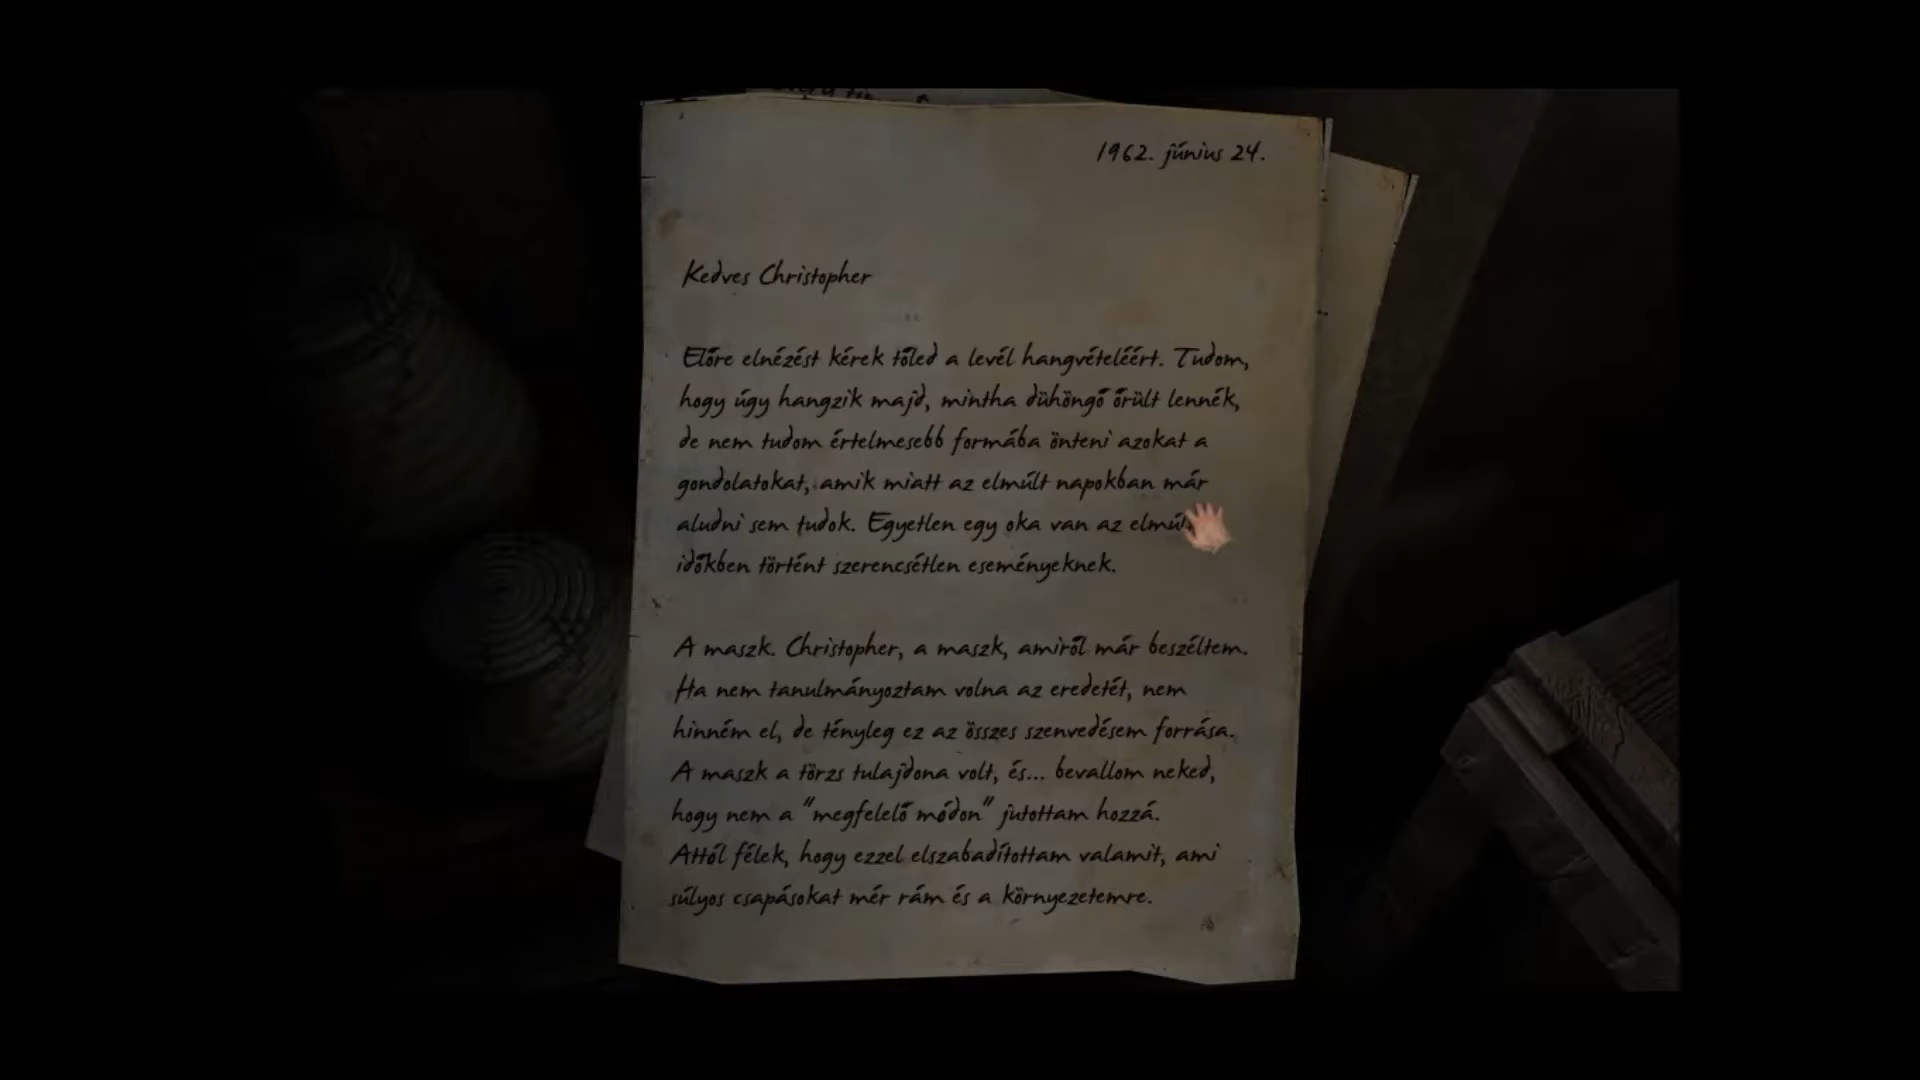 1962. június 24.
Kedves Christopher
Előre elnézést kérek tőled a levél hangvételéért. Tudom,
hogy úgy hangzik majd, mintha dühöngő őrült lennék,
de nem tudom értelmesebb formába önteni azokat a
gondolatokat, amik miatt az elmúlt napokban már
aludni sem tudok. Egyetlen egy oka van az
időkben történt szerencsétlen eseményeknek.
A maszk. Christopher, a maszk, amiről már beszéltem.
Ha nem tanulmányoztam volna az eredetét, nem
hinném el, de tényleg ez az összes szenvedésem forrása.
A maszk a törzs tulajdona volt, és... bevallom neked,
hogy nem a "megfelelő módon" jutottam hozzá.
Attól félek, hogy ezzel elszabadítottam valamit, ami
súlyos csapásokat mér rám és a környezetemre.